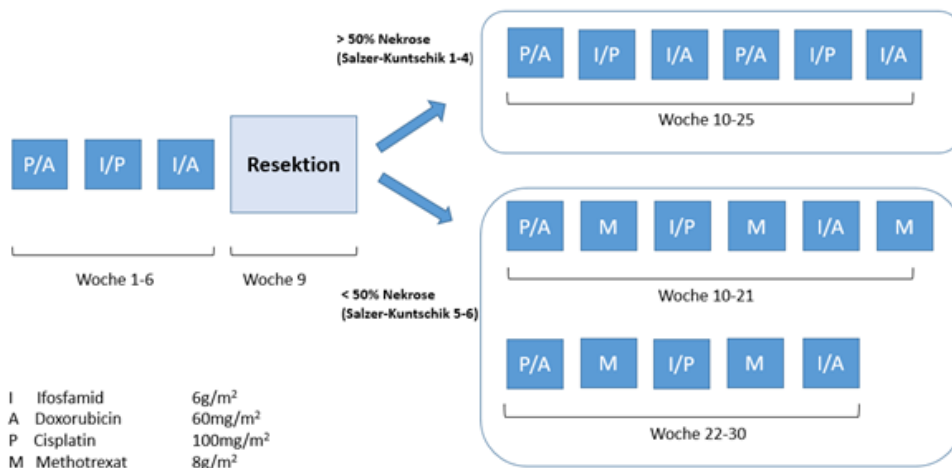 > 50% Nekrose
(Salzer-Kuntschik 1-4)
P/A I/P I/A P/A I/P I/A
Woche 10-25
P/A I/P I/A
Resektion
Woche 1-6
Woche 9
< 50% Nekrose
(Salzer-Kuntschik 5-6)
P/A M I/P M I/A M
Woche 10-21
P/A M I/P M I/A
Woche 22-30
I Ifosfamid 6g/m²
A Doxorubicin 60mg/m²
P Cisplatin 100mg/m²
M Methotrexat 8g/m²